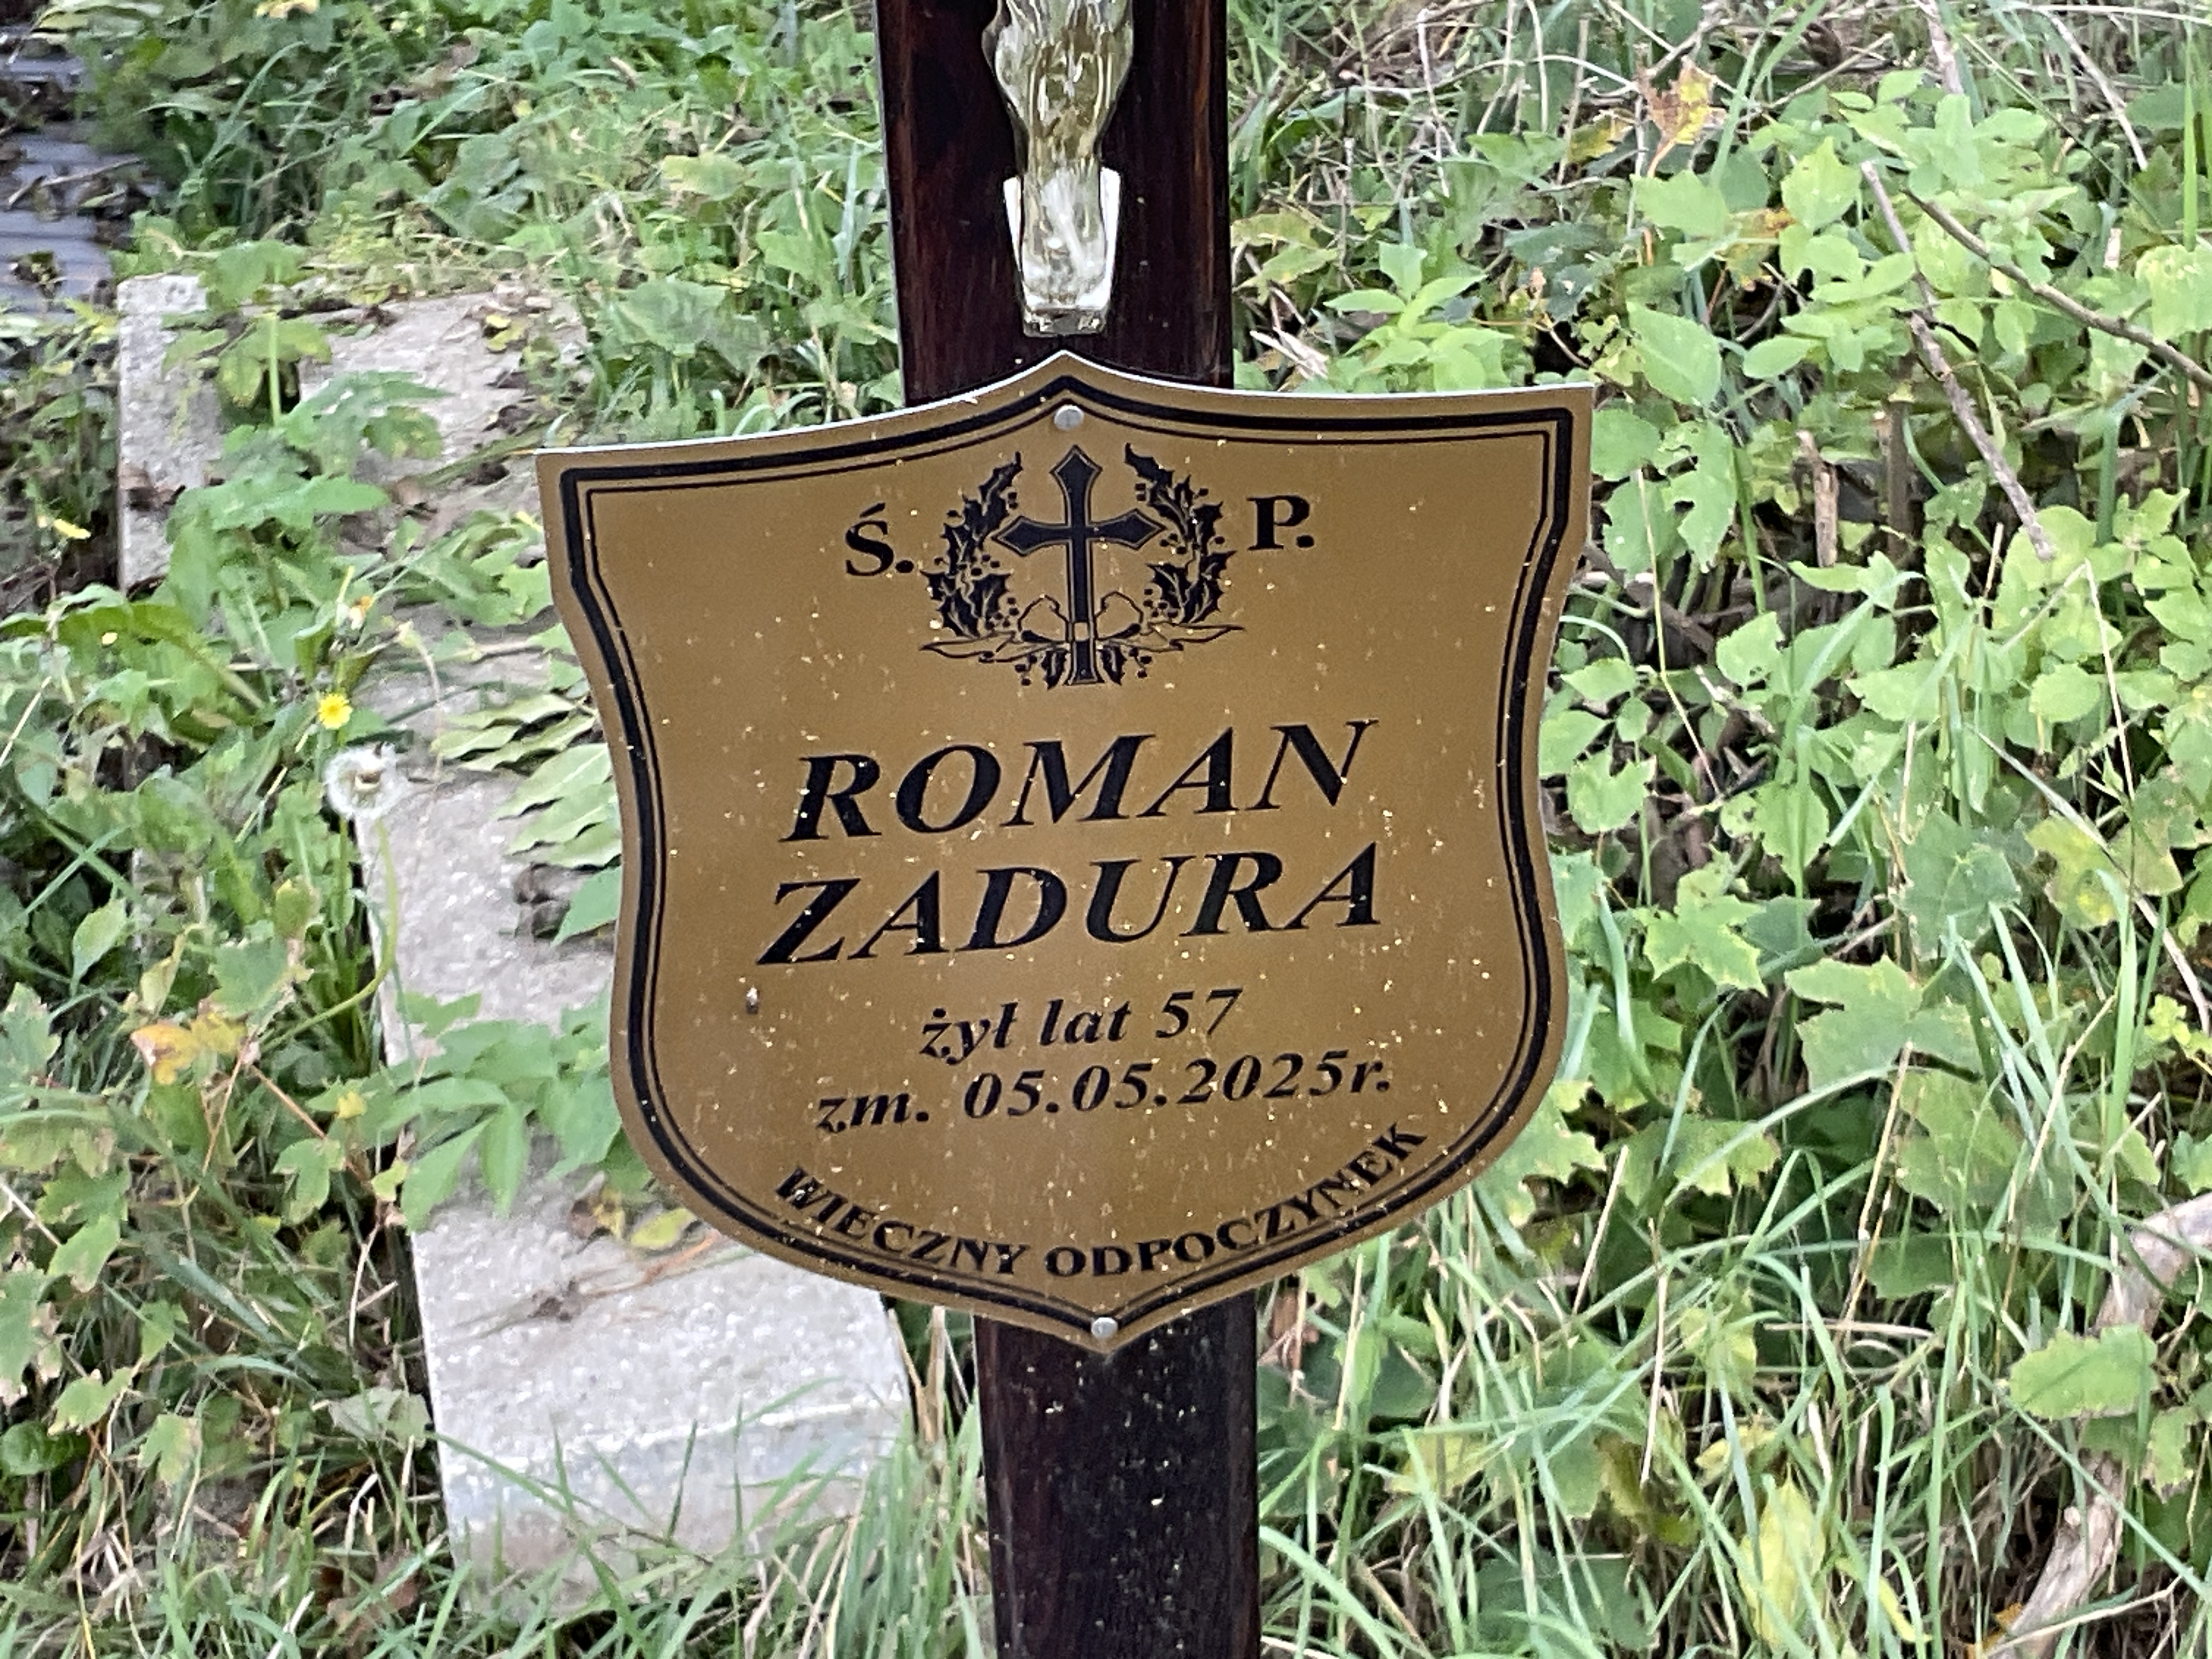 Ś. P.
ROMAN
ZADURA
żył lat 57
zm. 05.05.2025r.
WIECZNY ODPOCZYNEK